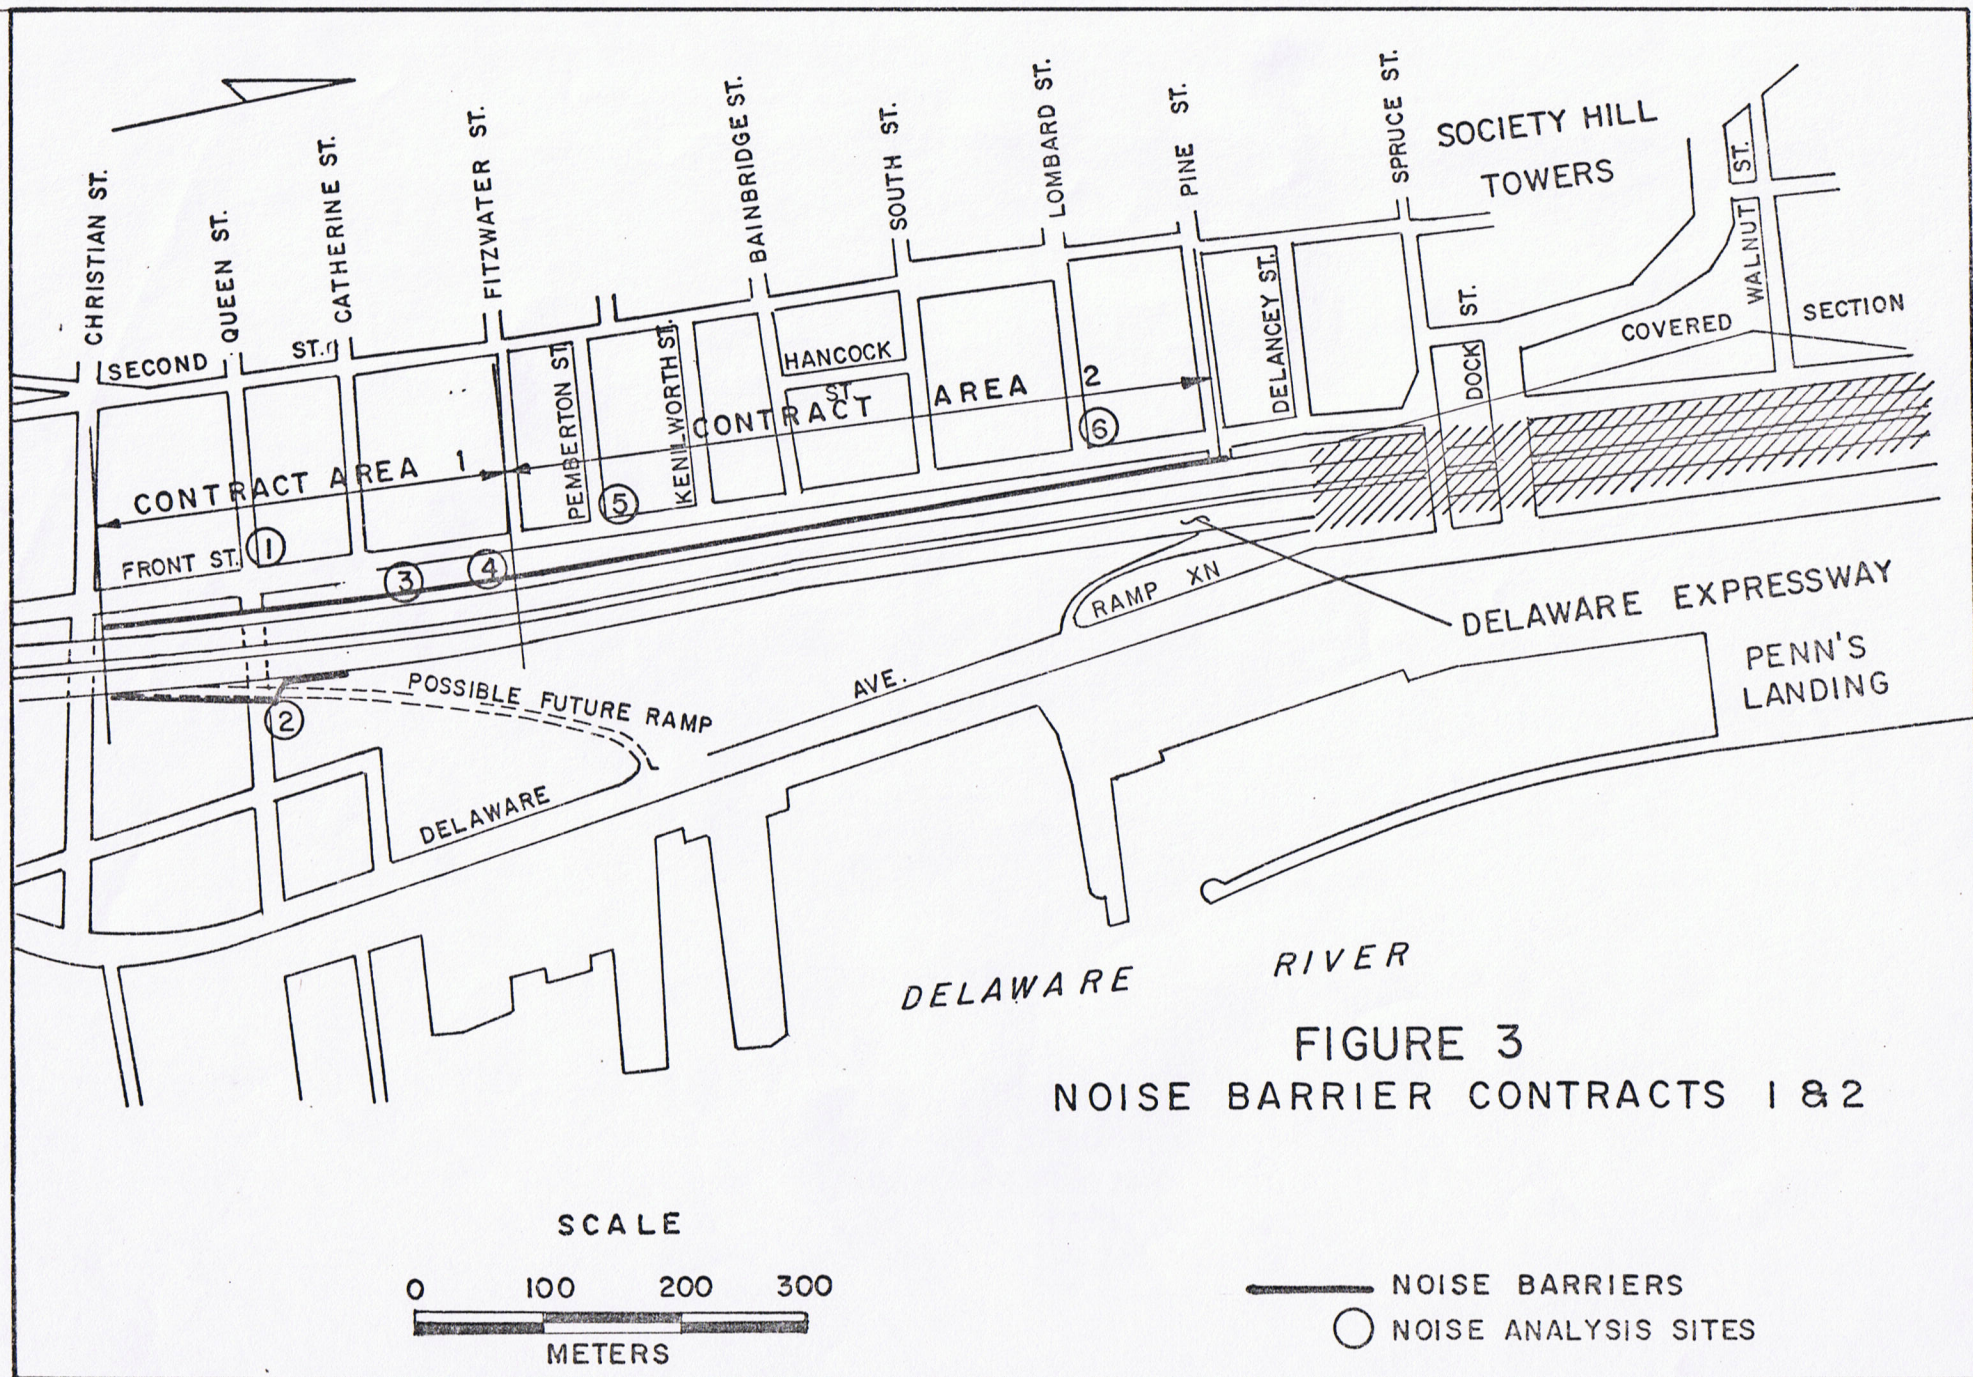 CHRISTIAN ST.
QUEEN ST.
CATHERINE ST.
FITZWATER ST.
BAINBRIDGE ST.
SOUTH ST.
LOMBARD ST.
PINE ST.
SPRUCE ST.
SOCIETY HILL
TOWERS
WALNUT ST.
SECOND ST.
PEMBERTON ST.
KENILWORTH ST.
HANCOCK
ST.
DELANCEY ST.
DOCK ST.
COVERED SECTION
CONTRACT AREA 1
CONTRACT AREA 2
FRONT ST.
1
2
3
4
5
6
RAMP XN
DELAWARE EXPRESSWAY
PENN'S
LANDING
POSSIBLE FUTURE RAMP
DELAWARE AVE.
DELAWARE RIVER
FIGURE 3
NOISE BARRIER CONTRACTS 1 & 2
SCALE
0 100 200 300
METERS
NOISE BARRIERS
NOISE ANALYSIS SITES